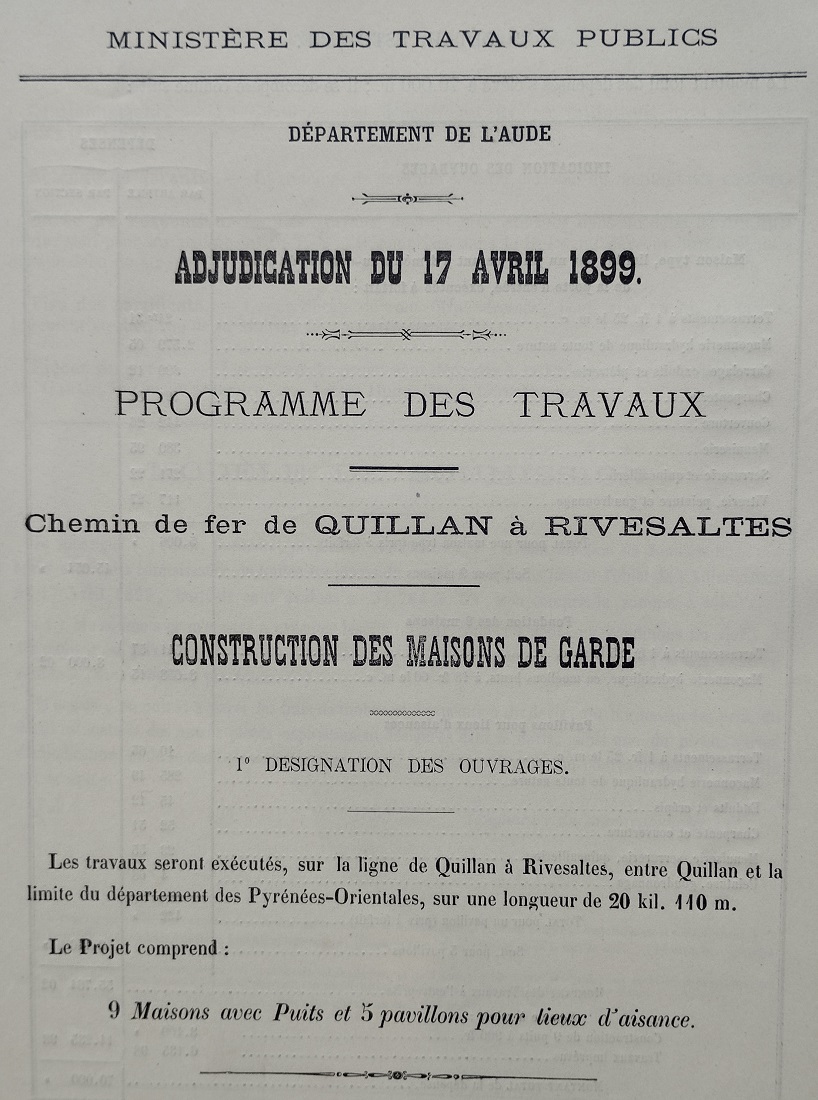 MINISTÈRE DES TRAVAUX PUBLICS
DÉPARTEMENT DE L'AUDE
ADJUDICATION DU 17 AVRIL 1899.
PROGRAMME DES TRAVAUX
Chemin de fer de QUILLAN à RIVESALTES
CONSTRUCTION DES MAISONS DE GARDE
1º DESIGNATION DES OUVRAGES.
Les travaux seront exécutés, sur la ligne de Quillan à Rivesaltes, entre Quillan et la
limite du département des Pyrénées-Orientales, sur une longueur de 20 kil. 110 m.
Le Projet comprend :
9 Maisons avec Puits et 5 pavillons pour lieux d'aisance.